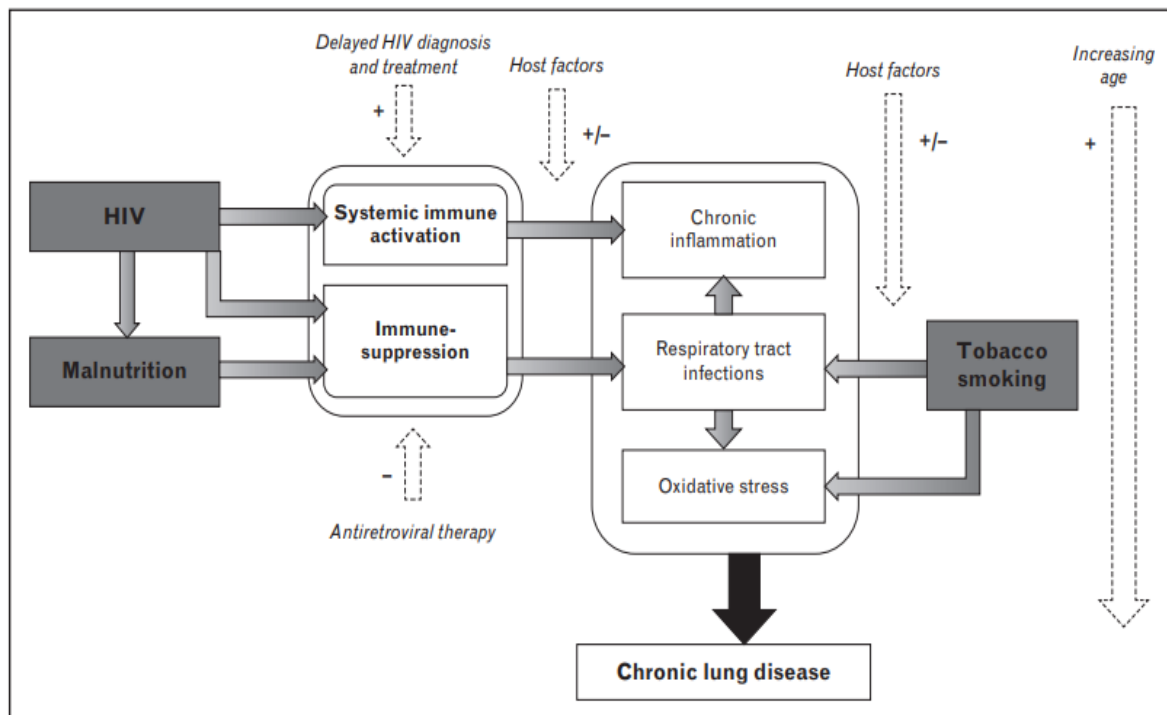 Delayed HIV diagnosis
and treatment
+
Host factors
+/–
Host factors
+/–
Increasing
age
+
HIV
Systemic immune
activation
Chronic
inflammation
Malnutrition
Immune-
suppression
Respiratory tract
infections
Tobacco
smoking
Oxidative stress
–
Antiretroviral therapy
Chronic lung disease